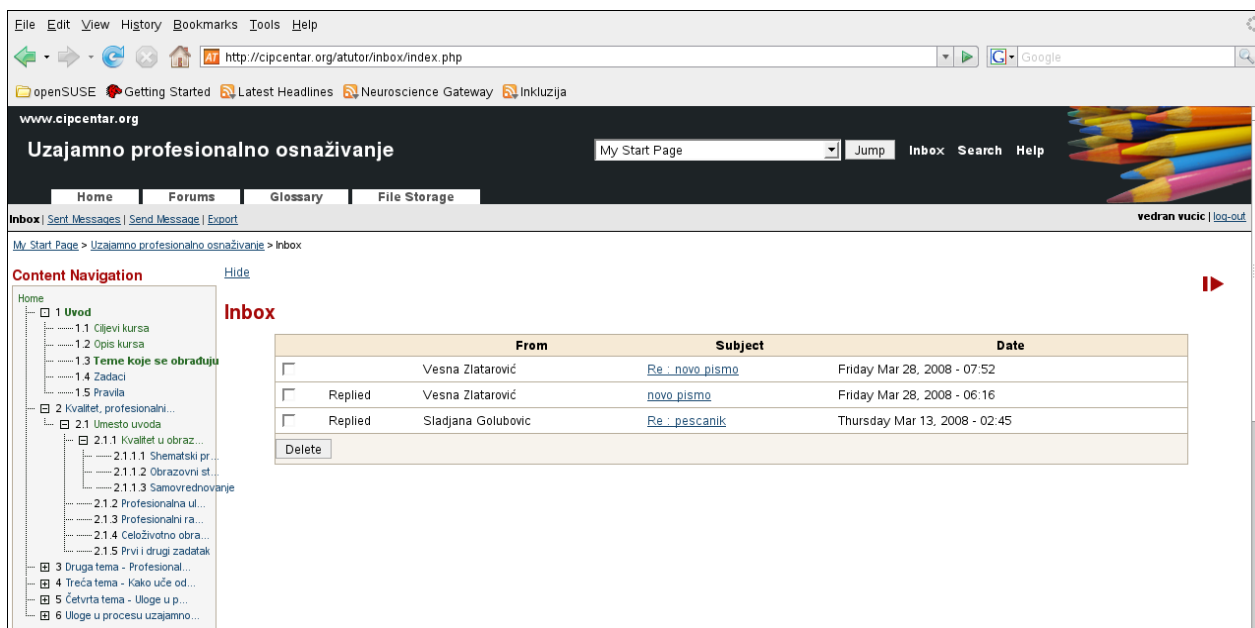 File Edit View History Bookmarks Tools Help
http://cipcentar.org/atutor/inbox/index.php
Google
openSUSE Getting Started Latest Headlines Neuroscience Gateway Inkluzija
www.cipcentar.org
Uzajamno profesionalno osnaživanje My Start Page Jump Inbox Search Help
Home Forums Glossary File Storage
Inbox | Sent Messages | Send Message | Export vedran vucic | log-out
My Start Page > Uzajamno profesionalno osnaživanje > Inbox
Content Navigation
Home
1 Uvod
1.1 Ciljevi kursa
1.2 Opis kursa
1.3 Teme koje se obrađuju
1.4 Zadaci
1.5 Pravila
2 Kvalitet, profesionalni...
2.1 Umesto uvoda
2.1.1 Kvalitet u obraz...
2.1.1.1 Shematski pr...
2.1.1.2 Obrazovni st...
2.1.1.3 Samovrednovanje
2.1.2 Profesionalna ul...
2.1.3 Profesionalni ra...
2.1.4 Celoživotno obra...
2.1.5 Prvi i drugi zadatak
3 Druga tema - Profesional...
4 Treća tema - Kako uče od...
5 Četvrta tema - Uloge u p...
6 Uloge u procesu uzajamno...
Hide
Inbox
From Subject Date
Vesna Zlatarović Re : novo pismo Friday Mar 28, 2008 - 07:52
Replied Vesna Zlatarović novo pismo Friday Mar 28, 2008 - 06:16
Replied Sladjana Golubovic Re : pescanik Thursday Mar 13, 2008 - 02:45
Delete